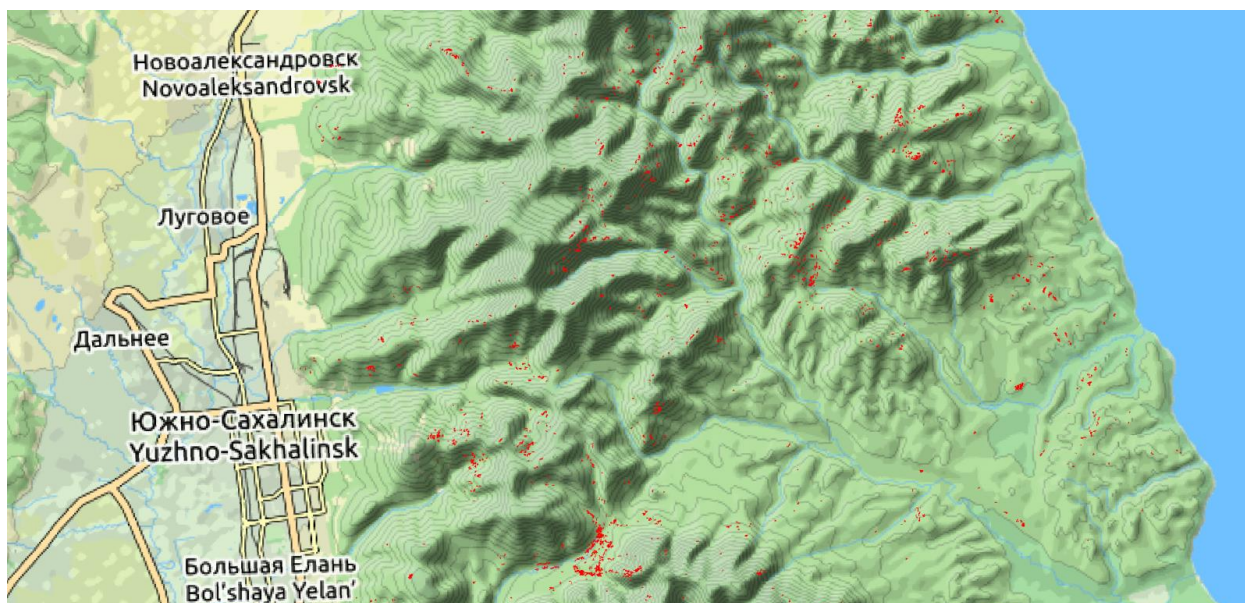 Новоалександровск
Novoaleksandrovsk
Луговое
Дальнее
Южно-Сахалинск
Yuzhno-Sakhalinsk
Большая Елань
Bol'shaya Yelan'